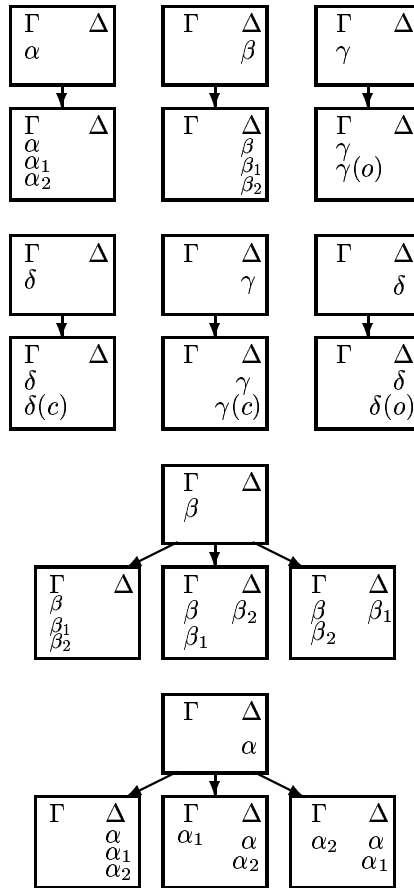 Γ Δ Γ Δ Γ Δ
α β γ
Γ Δ Γ Δ Γ Δ
α β γ
α₁ β₁ γ(o)
α₂ β₂
Γ Δ Γ Δ Γ Δ
δ γ δ
Γ Δ Γ Δ Γ Δ
δ γ δ
δ(c) γ(c) δ(o)
Γ Δ
β
Γ Δ Γ Δ Γ Δ
β β β₂ β β₁
β₁ β₁ β₂
β₂
Γ Δ
α
Γ Δ Γ Δ Γ Δ
α α₁ α α₂ α
α₁ α₂ α₁
α₂